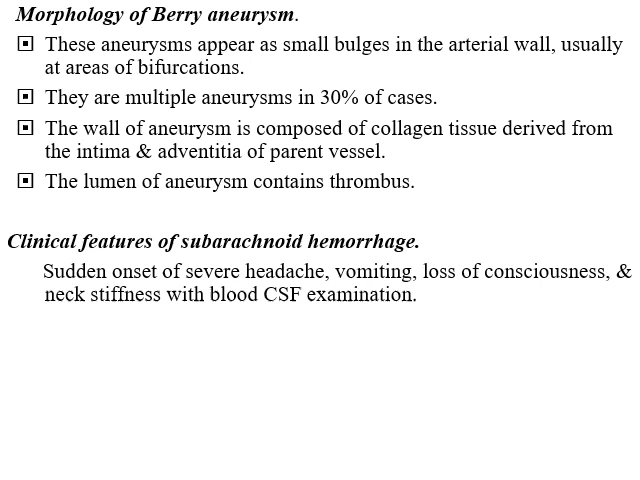 Morphology of Berry aneurysm.
These aneurysms appear as small bulges in the arterial wall, usually
at areas of bifurcations.
They are multiple aneurysms in 30% of cases.
The wall of aneurysm is composed of collagen tissue derived from
the intima & adventitia of parent vessel.
The lumen of aneurysm contains thrombus.
Clinical features of subarachnoid hemorrhage.
Sudden onset of severe headache, vomiting, loss of consciousness, &
neck stiffness with blood CSF examination.